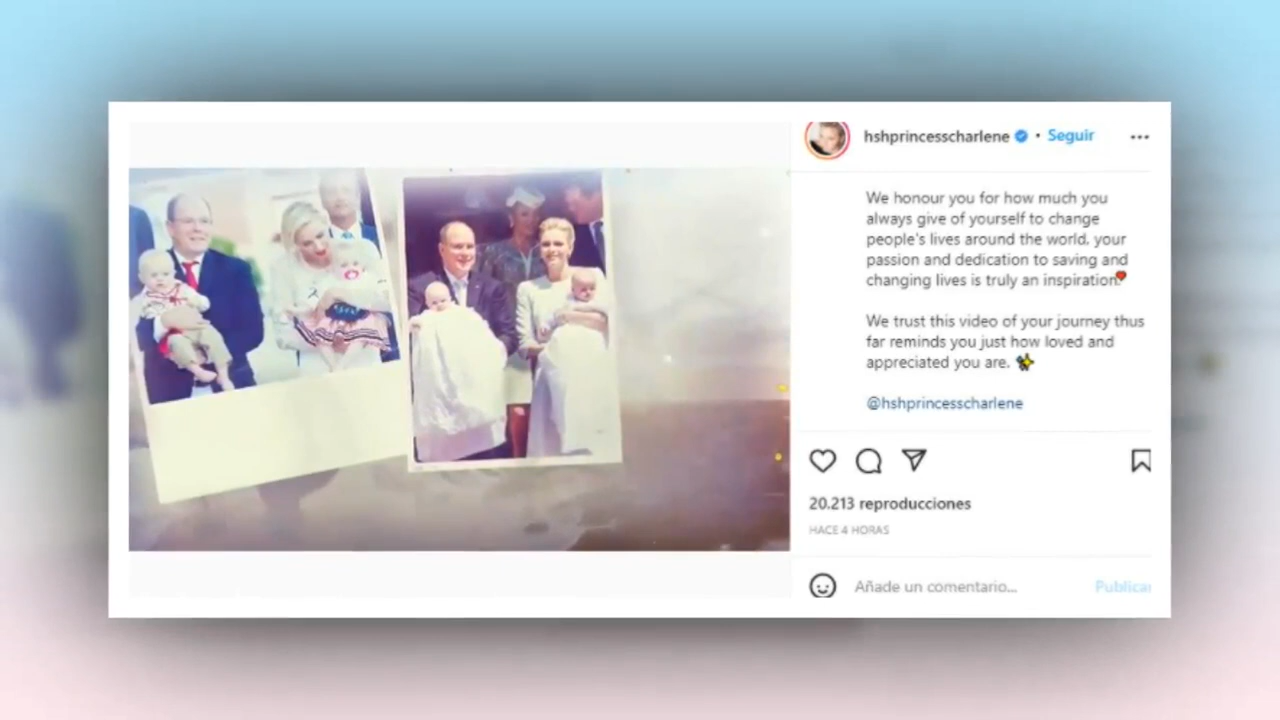 hshprincesscharlene • Seguir
We honour you for how much you
always give of yourself to change
people's lives around the world, your
passion and dedication to saving and
changing lives is truly an inspiration
We trust this video of your journey thus
far reminds you just how loved and
appreciated you are.
@hshprincesscharlene
20.213 reproducciones
HACE 4 HORAS
Añade un comentario...
Publicar